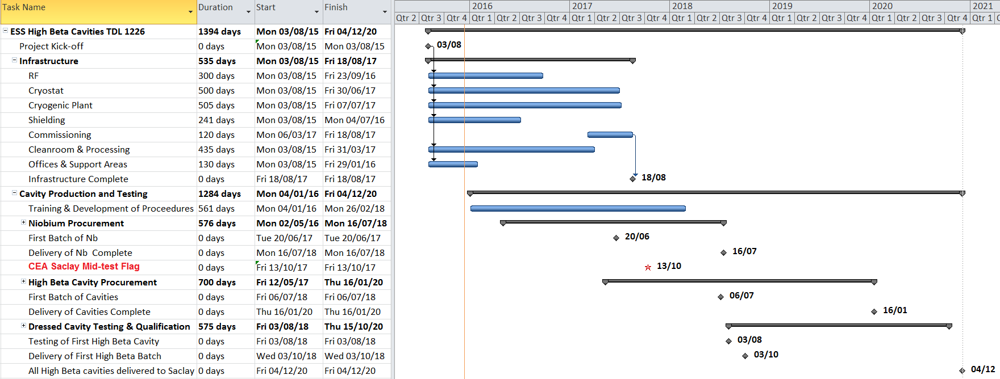 Task Name Duration Start Finish 2016 2017 2018 2019 2020 2021
Qtr 2 Qtr 3 Qtr 4 Qtr 1 Qtr 2 Qtr 3 Qtr 4 Qtr 1 Qtr 2 Qtr 3 Qtr 4 Qtr 1 Qtr 2 Qtr 3 Qtr 4 Qtr 1 Qtr 2 Qtr 3 Qtr 4 Qtr 1 Qtr 2 Qtr 3 Qtr 4 Qtr 1
ESS High Beta Cavities TDL 1226 1394 days Mon 03/08/15 Fri 04/12/20
Project Kick-off 0 days Mon 03/08/15 Mon 03/08/15 03/08
Infrastructure 535 days Mon 03/08/15 Fri 18/08/17
RF 300 days Mon 03/08/15 Fri 23/09/16
Cryostat 500 days Mon 03/08/15 Fri 30/06/17
Cryogenic Plant 505 days Mon 03/08/15 Fri 07/07/17
Shielding 241 days Mon 03/08/15 Mon 04/07/16
Commissioning 120 days Mon 06/03/17 Fri 18/08/17
Cleanroom & Processing 435 days Mon 03/08/15 Fri 31/03/17
Offices & Support Areas 130 days Mon 03/08/15 Fri 29/01/16
Infrastructure Complete 0 days Fri 18/08/17 Fri 18/08/17 18/08
Cavity Production and Testing 1284 days Mon 04/01/16 Fri 04/12/20
Training & Development of Proceedures 561 days Mon 04/01/16 Mon 26/02/18
Niobium Procurement 576 days Mon 02/05/16 Mon 16/07/18
First Batch of Nb 0 days Tue 20/06/17 Tue 20/06/17 20/06
Delivery of Nb Complete 0 days Mon 16/07/18 Mon 16/07/18 16/07
CEA Saclay Mid-test Flag 0 days Fri 13/10/17 Fri 13/10/17 13/10
High Beta Cavity Procurement 700 days Fri 12/05/17 Thu 16/01/20
First Batch of Cavities 0 days Fri 06/07/18 Fri 06/07/18 06/07
Delivery of Cavities Complete 0 days Thu 16/01/20 Thu 16/01/20 16/01
Dressed Cavity Testing & Qualification 575 days Fri 03/08/18 Thu 15/10/20
Testing of First High Beta Cavity 0 days Fri 03/08/18 Fri 03/08/18 03/08
Delivery of First High Beta Batch 0 days Wed 03/10/18 Wed 03/10/18 03/10
All High Beta cavities delivered to Saclay 0 days Fri 04/12/20 Fri 04/12/20 04/12